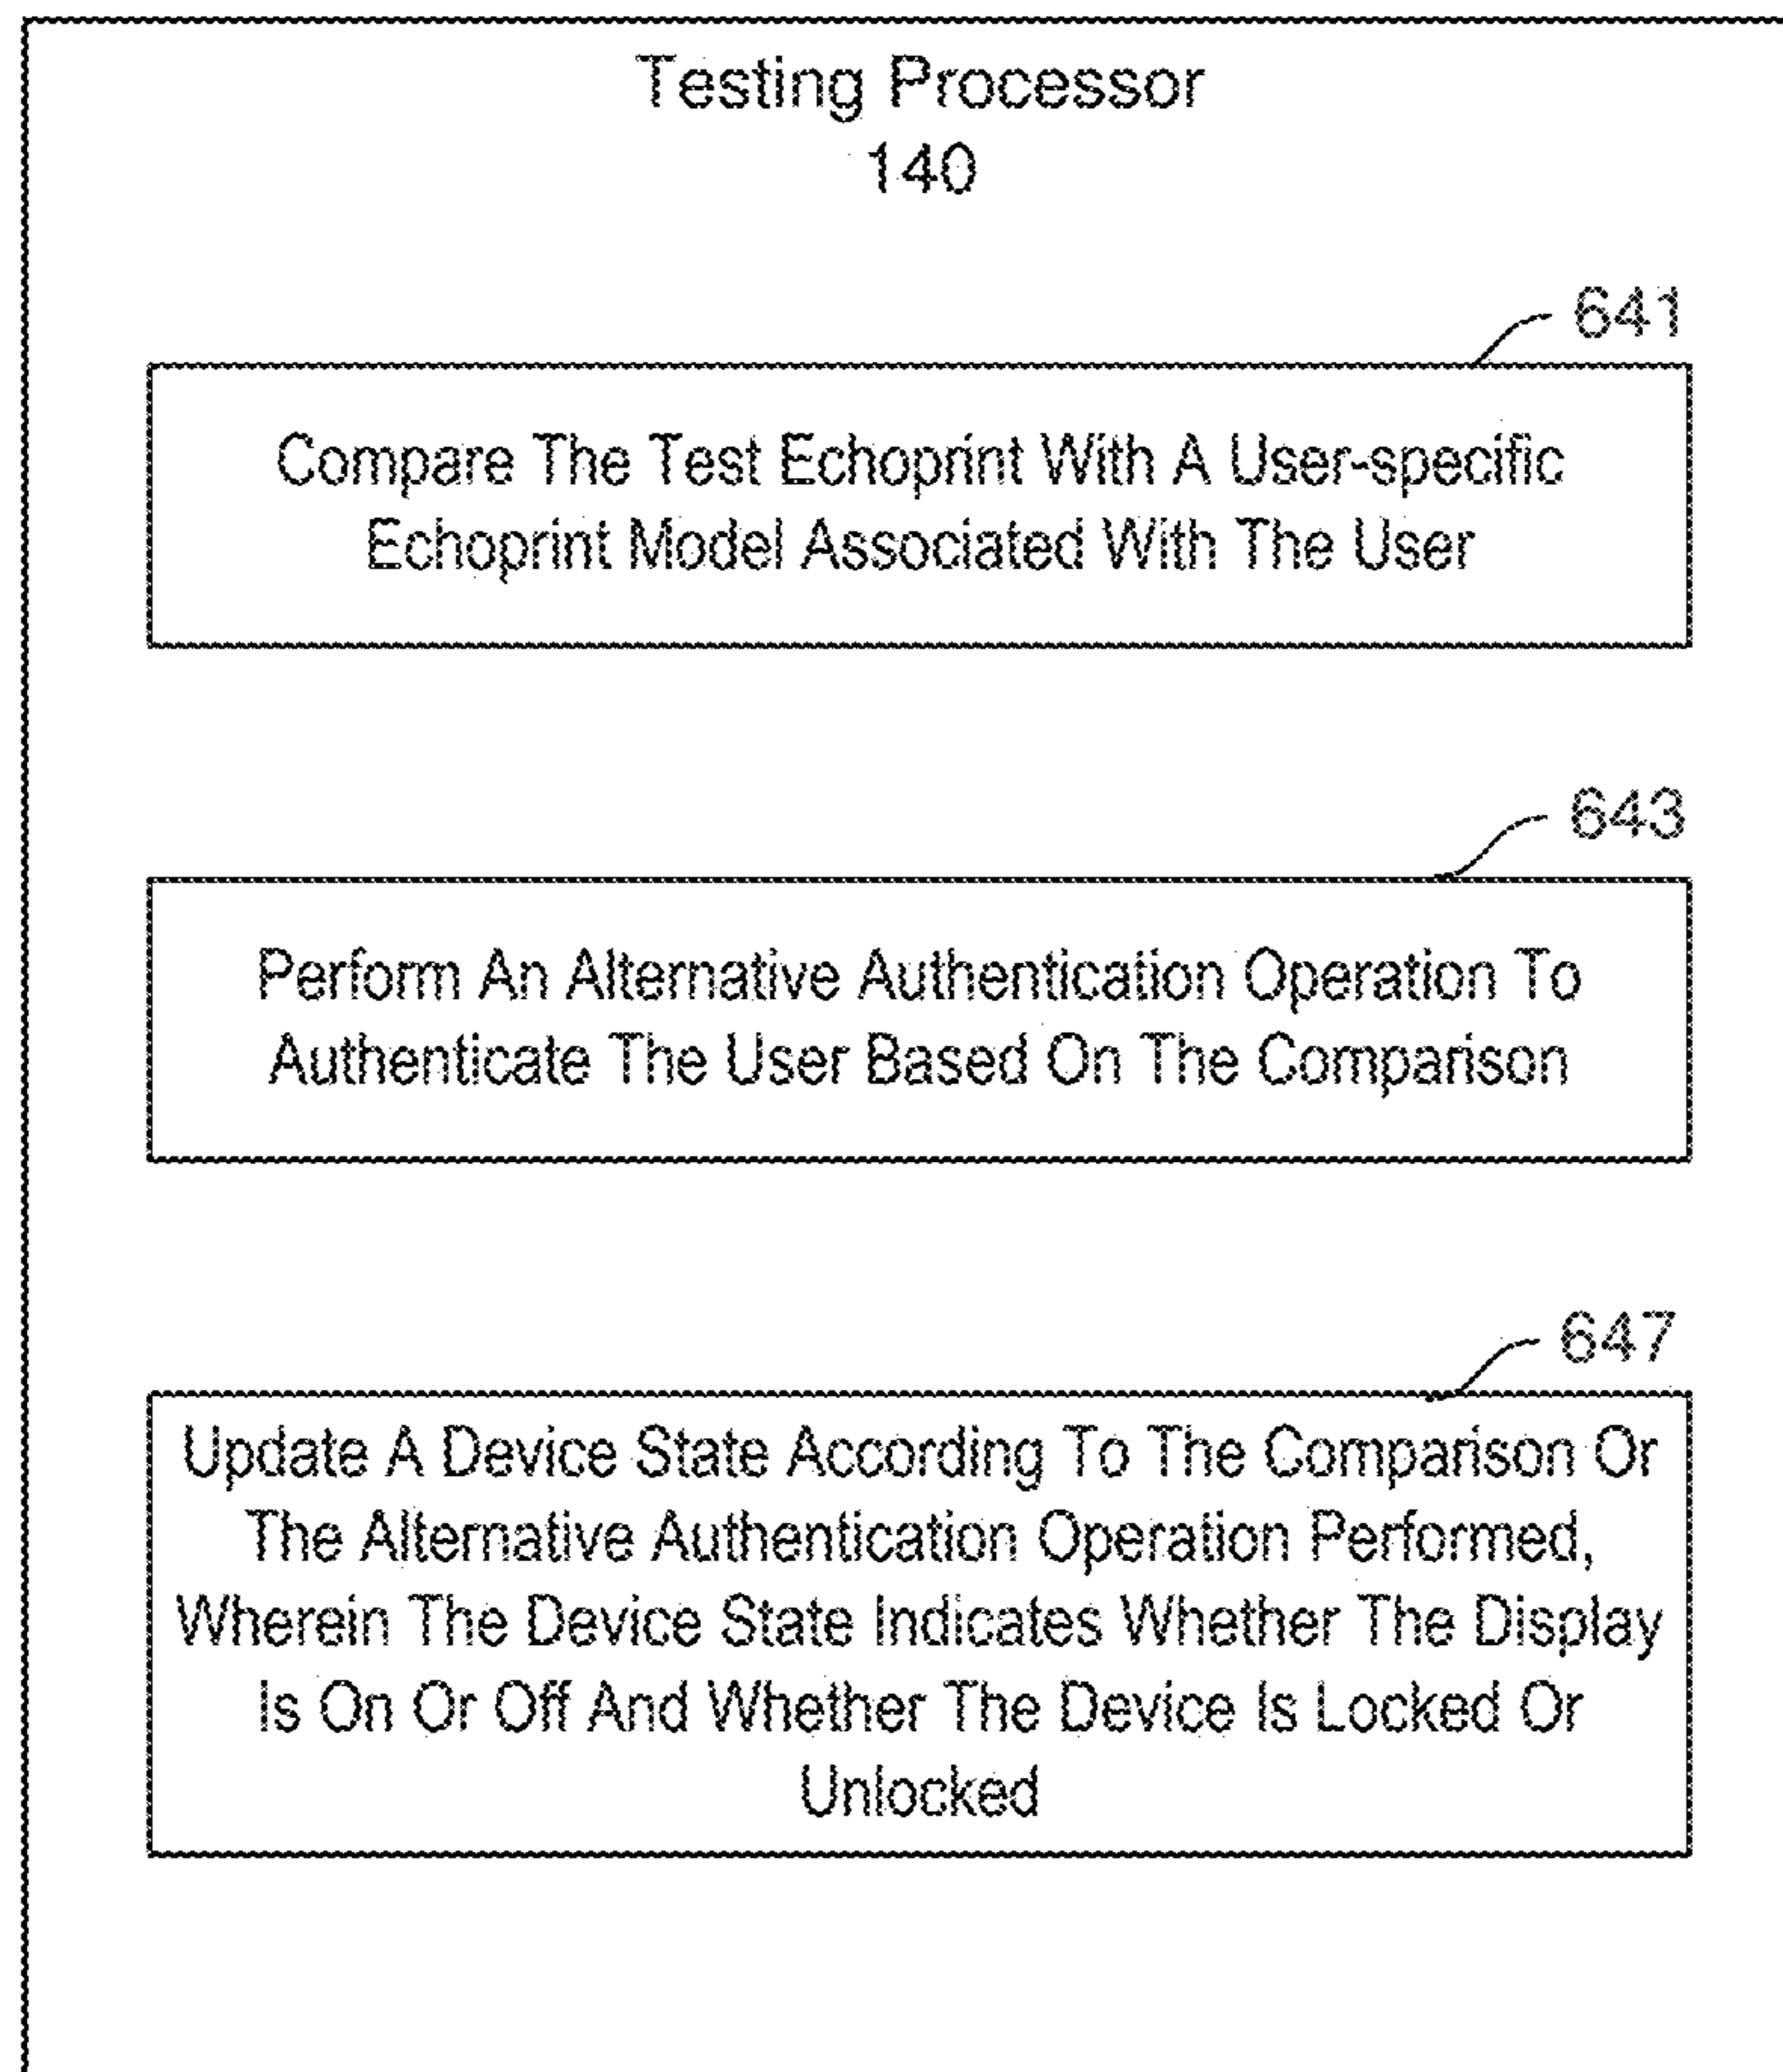 Testing Processor
140
641
Compare The Test Echoprint With A User-specific
Echoprint Model Associated With The User
643
Perform An Alternative Authentication Operation To
Authenticate The User Based On The Comparison
647
Update A Device State According To The Comparison Or
The Alternative Authentication Operation Performed,
Wherein The Device State Indicates Whether The Display
Is On Or Off And Whether The Device Is Locked Or
Unlocked